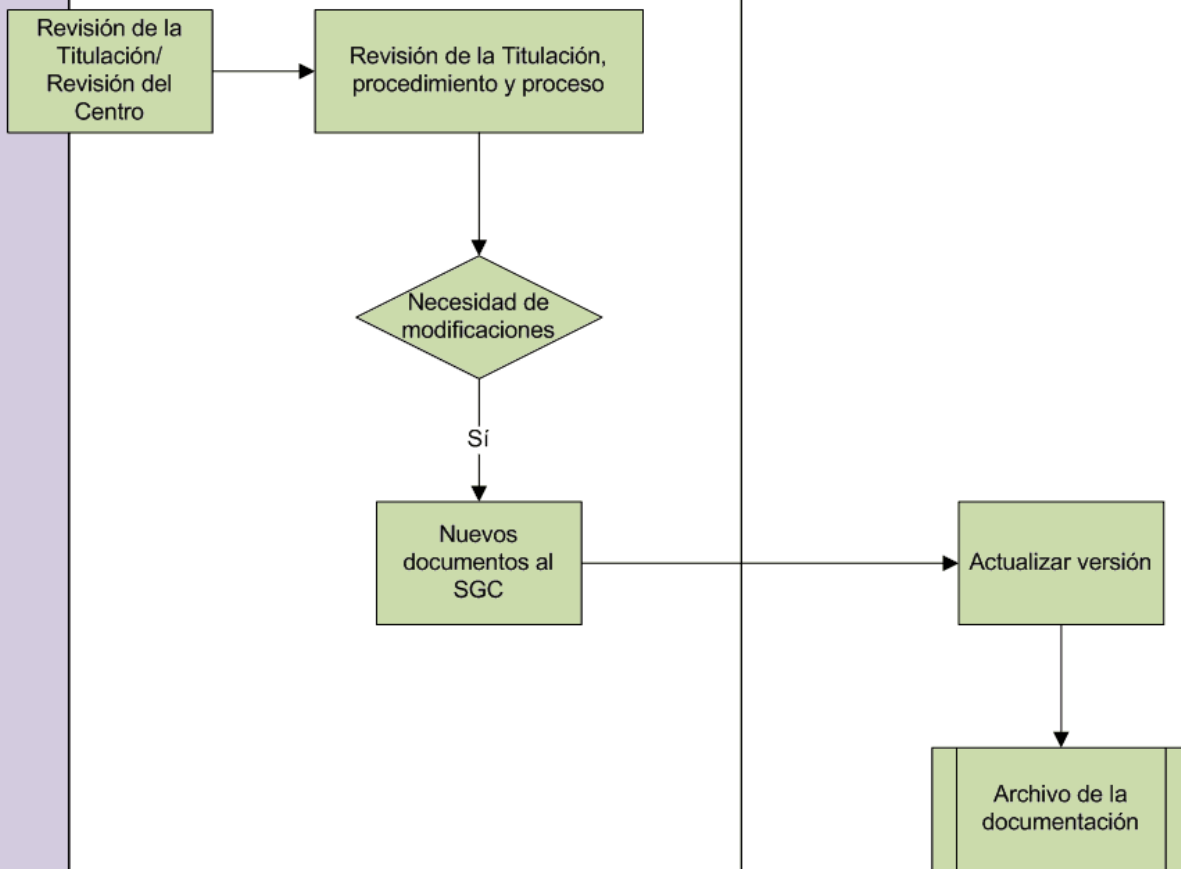 Revisión de la
Titulación/
Revisión del
Centro
Revisión de la Titulación,
procedimiento y proceso
Necesidad de
modificaciones
Sí
Nuevos
documentos al
SGC
Actualizar versión
Archivo de la
documentación